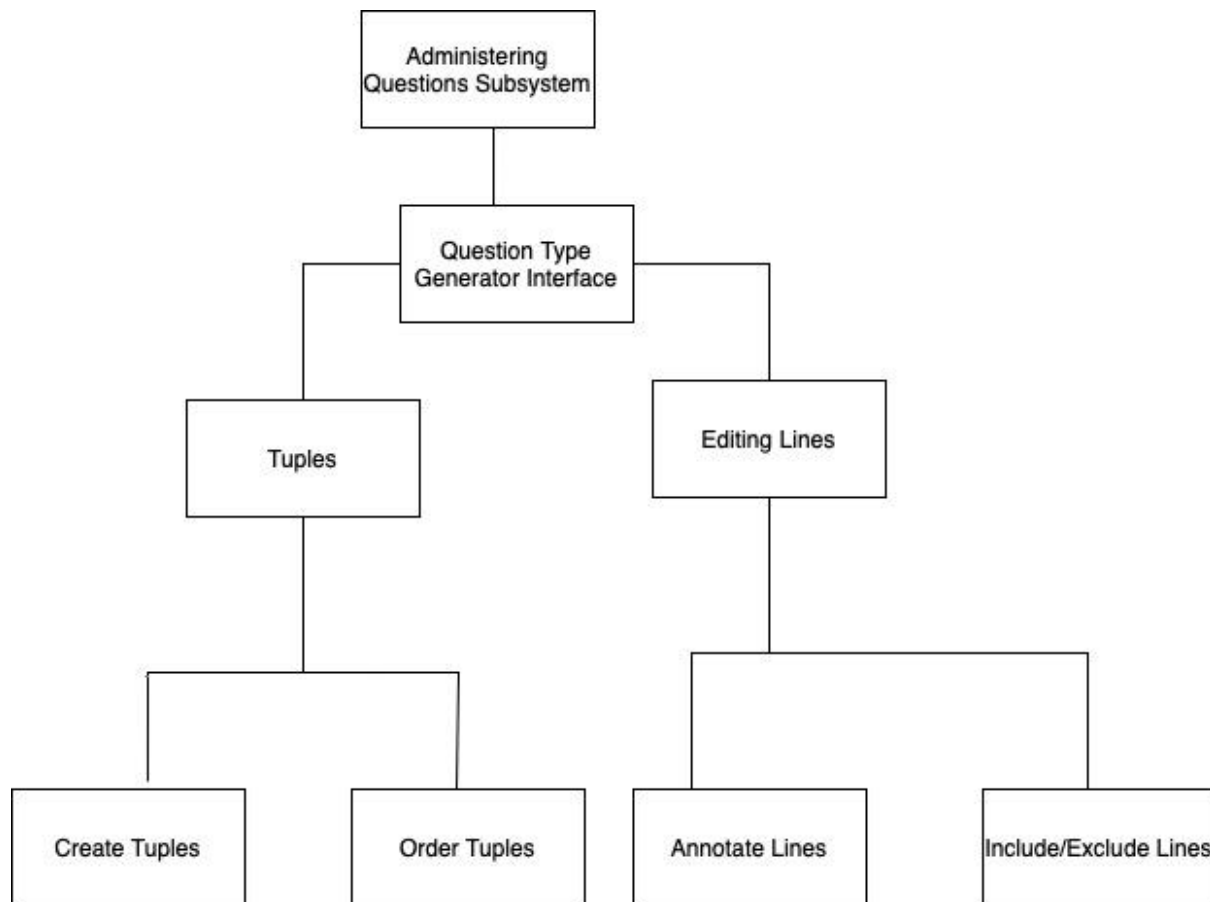 Administering
Questions Subsystem
Question Type
Generator Interface
Tuples
Editing Lines
Create Tuples
Order Tuples
Annotate Lines
Include/Exclude Lines